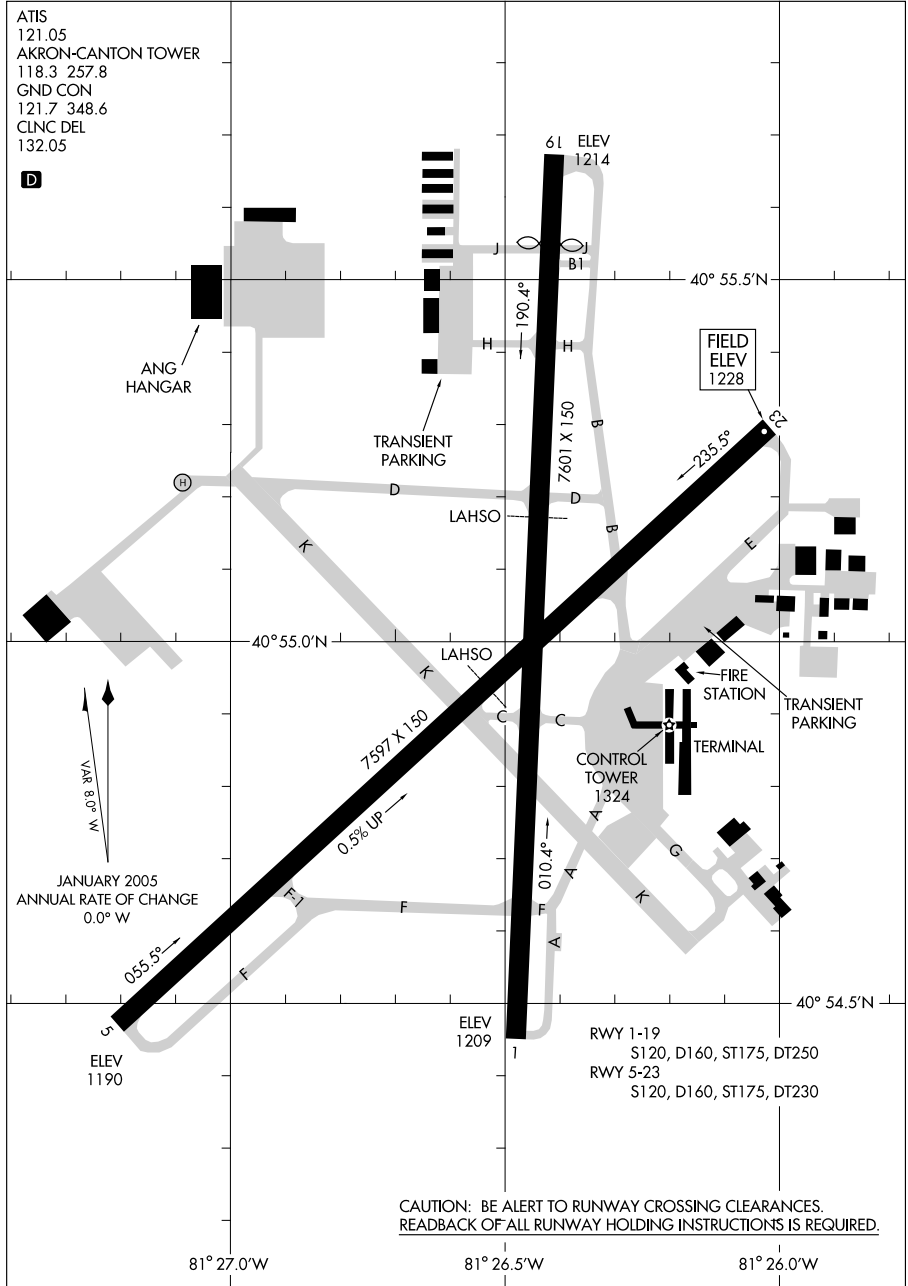 ATIS
121.05
AKRON-CANTON TOWER
118.3 257.8
GND CON
121.7 348.6
CLNC DEL
132.05
D
19
ELEV
1214
J
J
B1
40° 55.5'N
190.4°
H
H
ANG
HANGAR
FIELD
ELEV
1228
23
TRANSIENT
PARKING
7601 X 150
B
235.5°
H
D
D
LAHSO
B
K
E
40° 55.0'N
LAHSO
K
FIRE
STATION
TRANSIENT
PARKING
C
C
7597 X 150
TERMINAL
CONTROL
TOWER
1324
VAR 8.0° W
0.5% UP
A
010.4°
G
A
JANUARY 2005
ANNUAL RATE OF CHANGE
0.0° W
F-1
F
F
K
A
055.5°
F
40° 54.5'N
5
ELEV
1190
ELEV
1209
1
RWY 1-19
S120, D160, ST175, DT250
RWY 5-23
S120, D160, ST175, DT230
CAUTION: BE ALERT TO RUNWAY CROSSING CLEARANCES.
READBACK OF ALL RUNWAY HOLDING INSTRUCTIONS IS REQUIRED.
81° 27.0'W
81° 26.5'W
81° 26.0'W